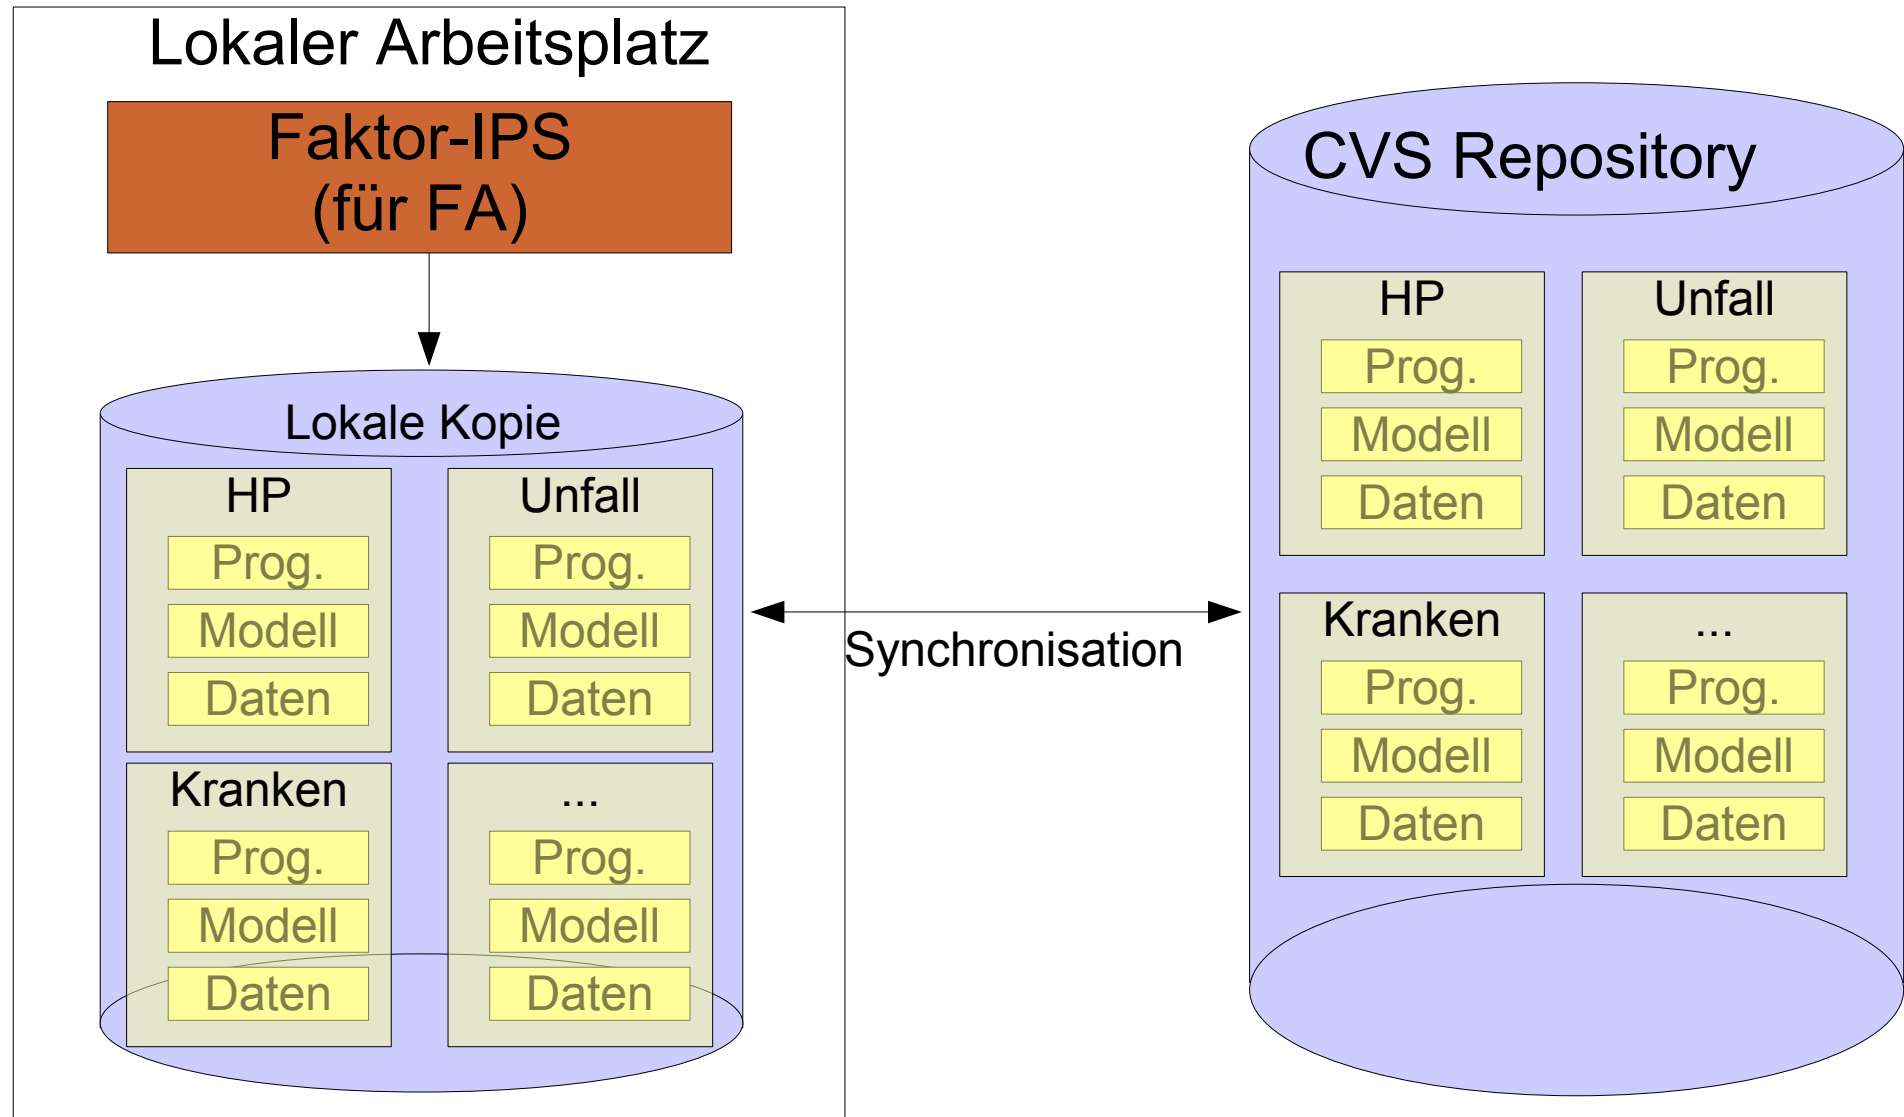 Lokaler Arbeitsplatz
Faktor-IPS
(für FA)
Lokale Kopie
HP
Prog.
Modell
Daten
Unfall
Prog.
Modell
Daten
Kranken
Prog.
Modell
Daten
...
Prog.
Modell
Daten
Synchronisation
CVS Repository
HP
Prog.
Modell
Daten
Unfall
Prog.
Modell
Daten
Kranken
Prog.
Modell
Daten
...
Prog.
Modell
Daten